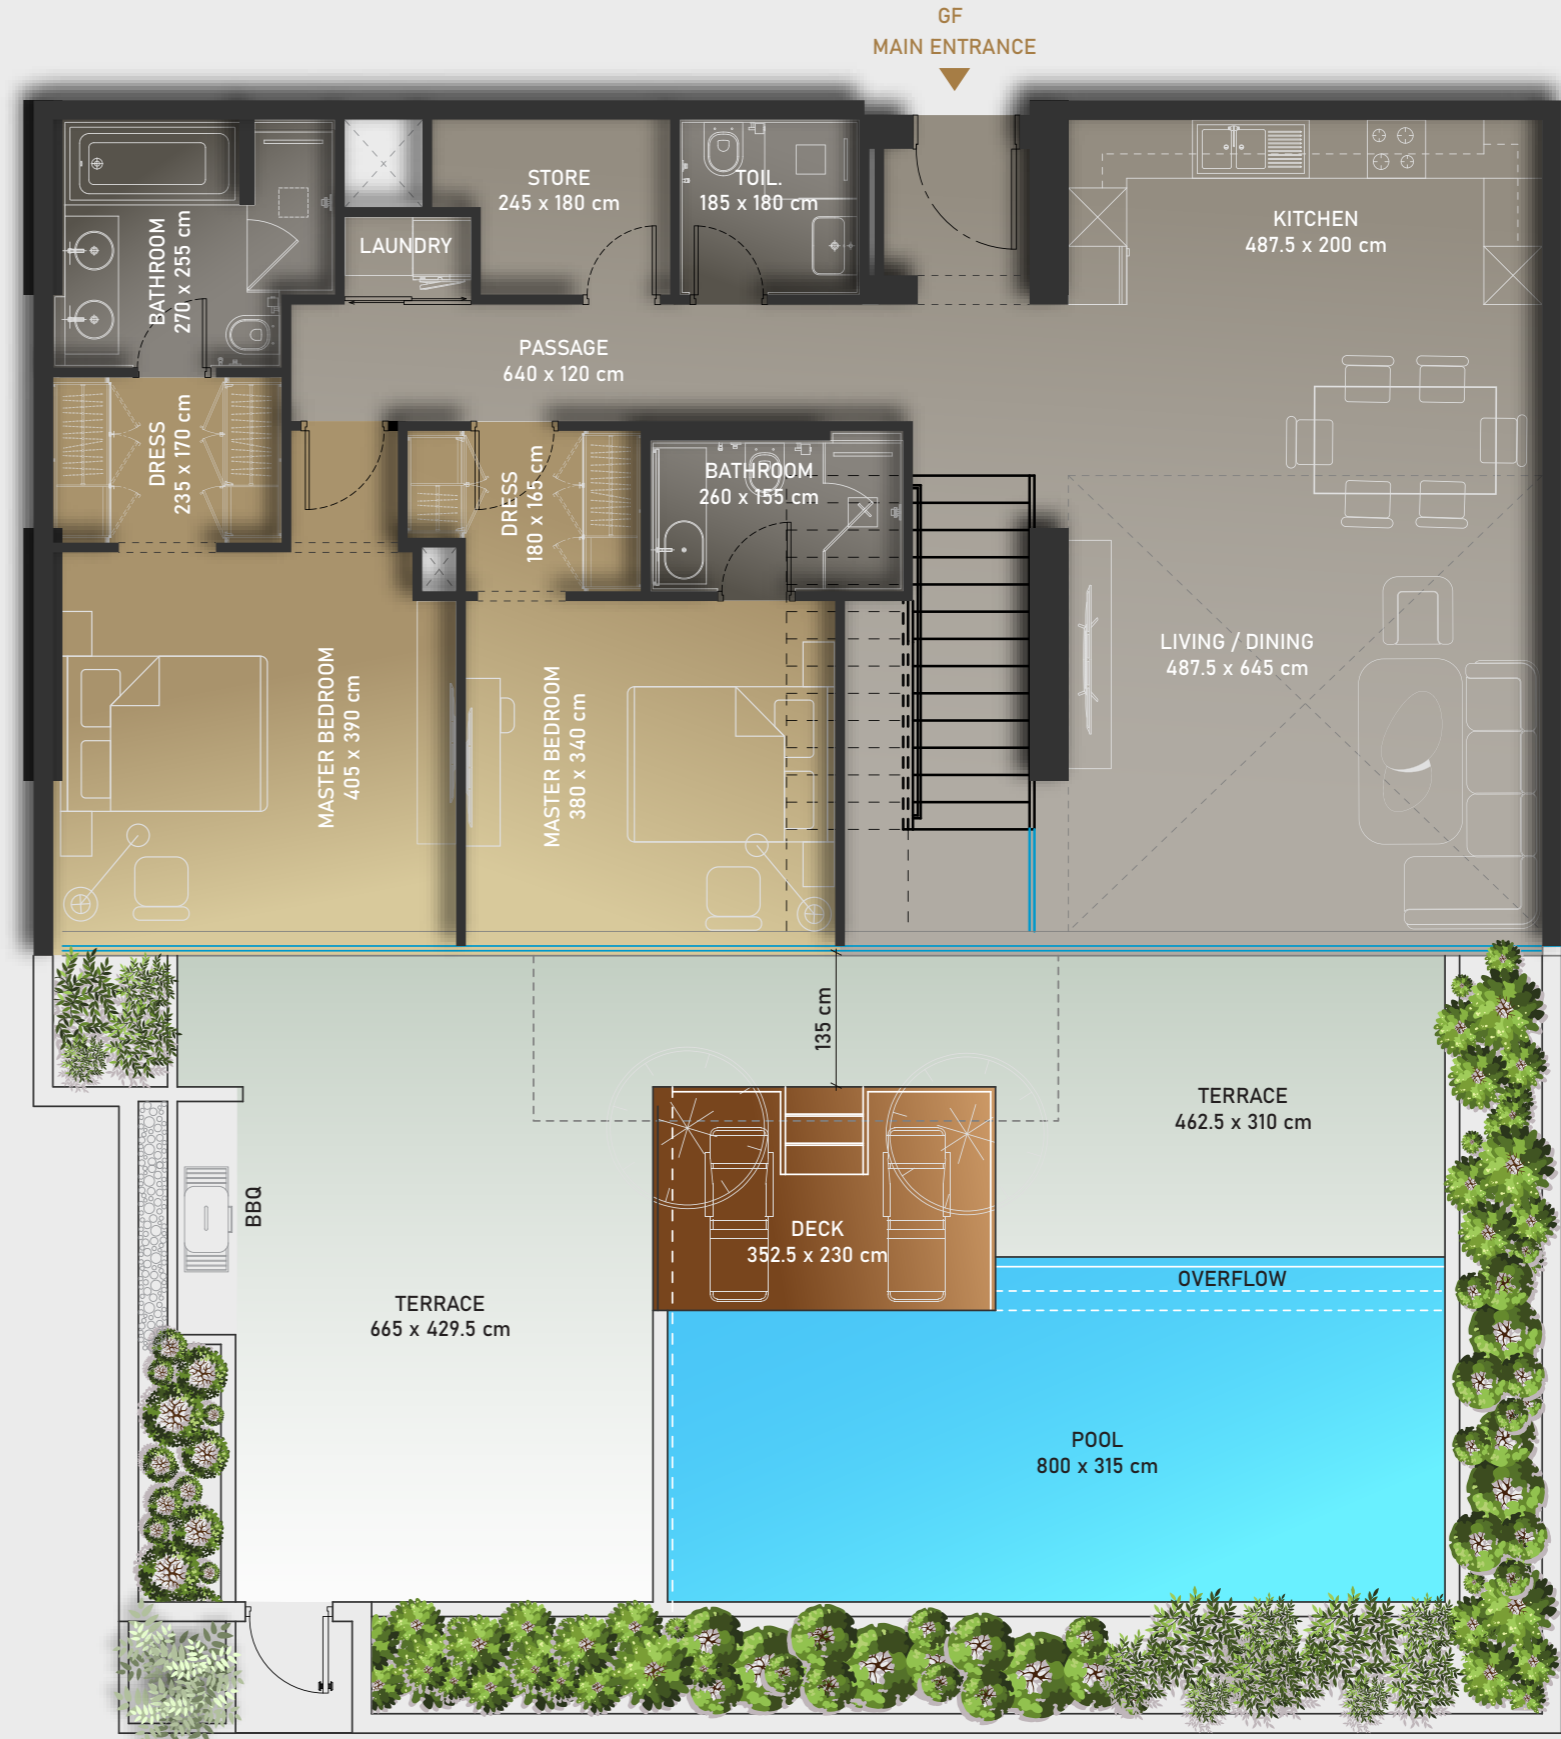 GF
MAIN ENTRANCE
STORE
245 x 180 cm
TOIL.
185 x 180 cm
KITCHEN
487.5 x 200 cm
BATHROOM
270 x 255 cm
LAUNDRY
PASSAGE
640 x 120 cm
DRESS
235 x 170 cm
DRESS
180 x 165 cm
BATHROOM
260 x 155 cm
LIVING / DINING
487.5 x 645 cm
MASTER BEDROOM
405 x 390 cm
MASTER BEDROOM
380 x 340 cm
135 cm
TERRACE
462.5 x 310 cm
BBQ
DECK
352.5 x 230 cm
OVERFLOW
TERRACE
665 x 429.5 cm
POOL
800 x 315 cm